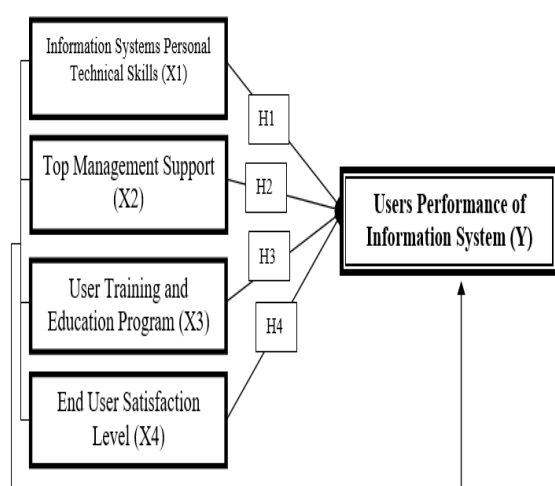 Information Systems Personal
Technical Skills (X1)
H1
Top Management Support
(X2)
H2
Users Performance of
Information System (Y)
H3
User Training and
Education Program (X3)
H4
End User Satisfaction
Level (X4)